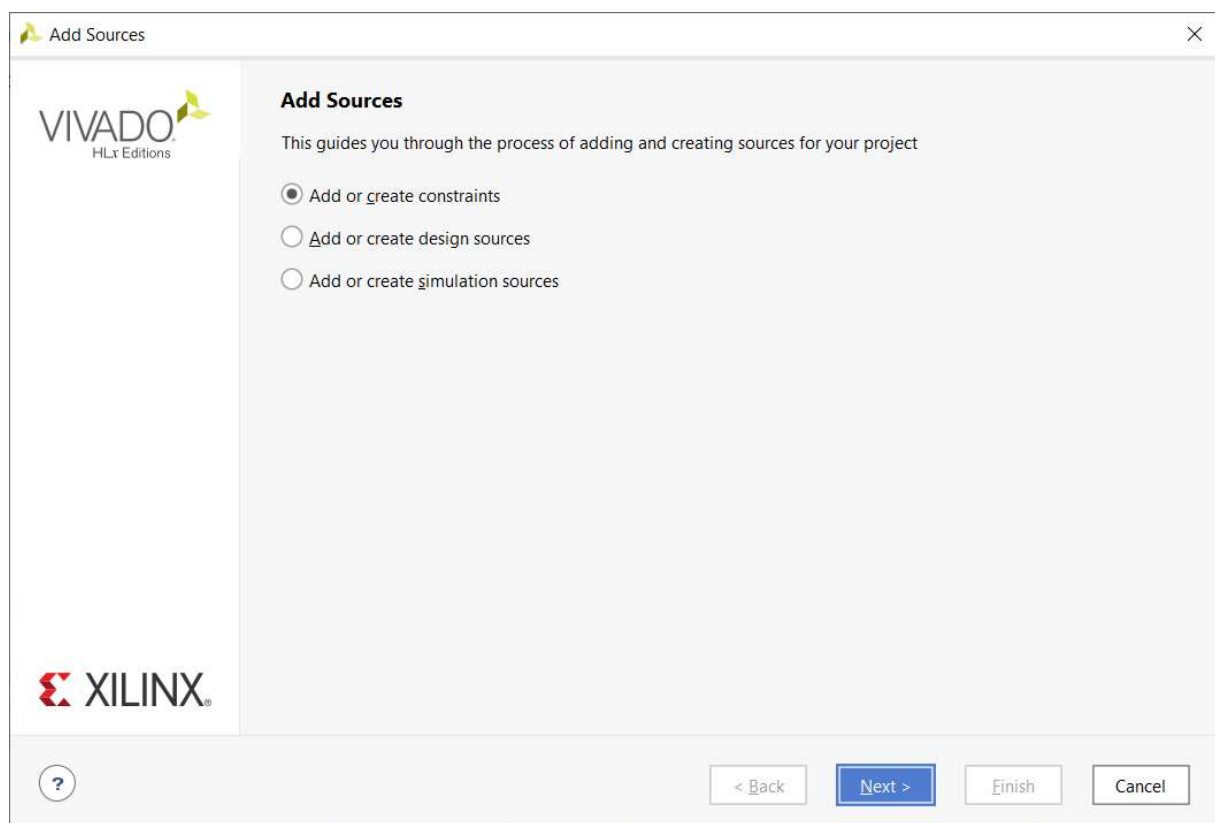 Add Sources
VIVADO
HLx Editions
Add Sources
This guides you through the process of adding and creating sources for your project
Add or create constraints
Add or create design sources
Add or create simulation sources
XILINX®
?
< Back
Next >
Finish
Cancel